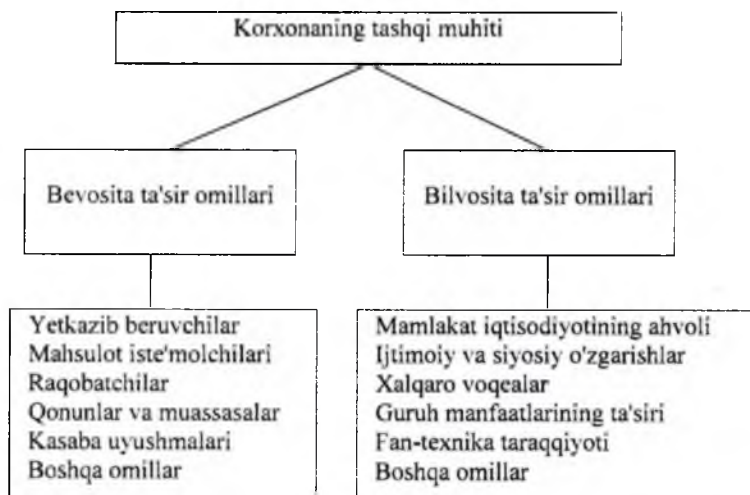 Korxonaning tashqi muhiti
Bevosita ta'sir omillari
Bilvosita ta'sir omillari
Yetkazib beruvchilar
Mahsulot iste'molchilari
Raqobatchilar
Qonunlar va muassasalar
Kasaba uyushmalari
Boshqa omillar
Mamlakat iqtisodiyotining ahvoli
Ijtimoiy va siyosiy o'zgarishlar
Xalqaro voqealar
Guruh manfaatlarining ta'siri
Fan-texnika taraqqiyoti
Boshqa omillar